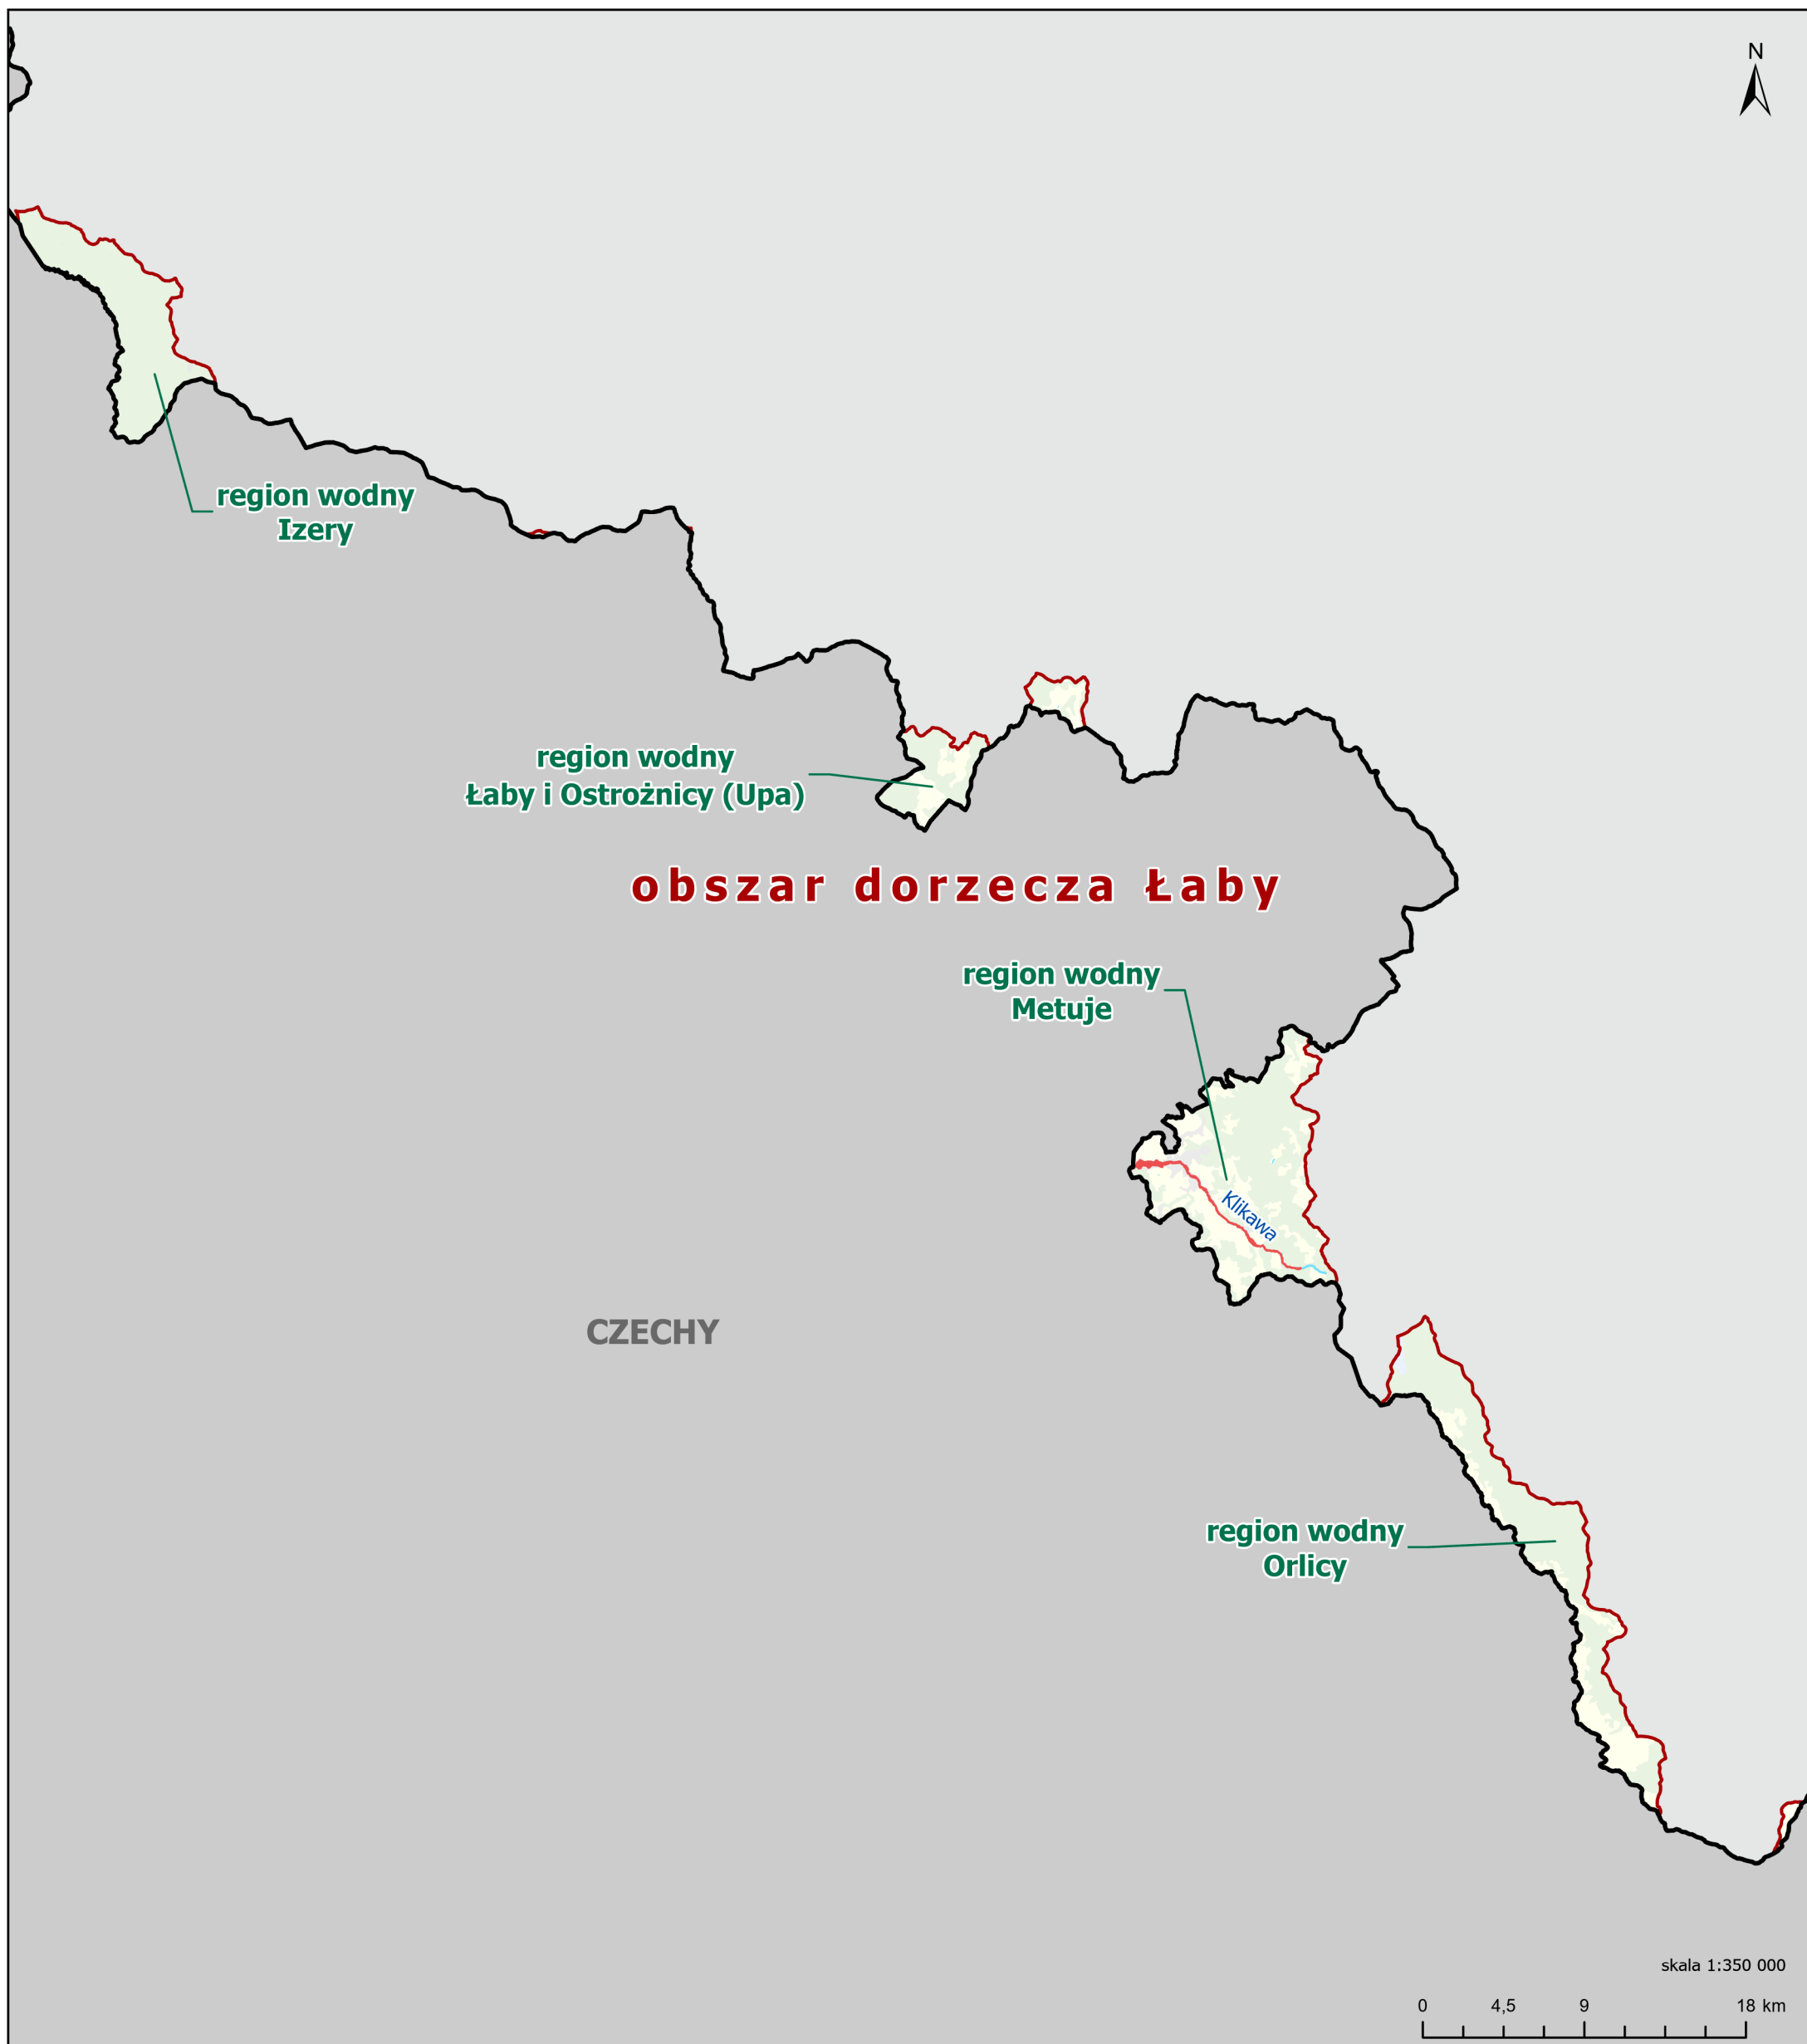 N
region wodny
Izery
region wodny
Łaby i Ostrożnicy (Upa)
obszar dorzecza Łaby
region wodny
Metuje
Klikawa
CZECHY
region wodny
Orlicy
skala 1:350 000
0 4,5 9 18 km